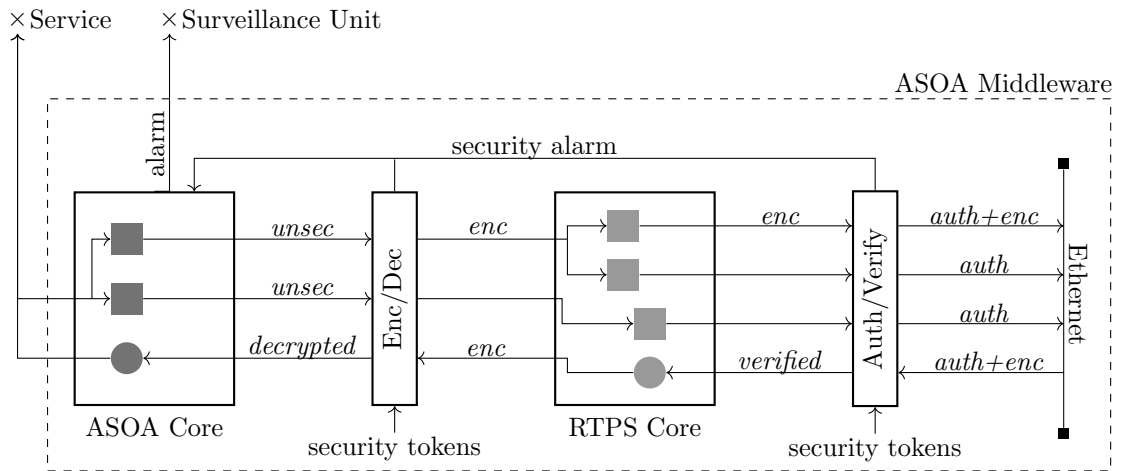 ×Service
×Surveillance Unit
ASOA Middleware
alarm
security alarm
unsec
enc
enc
auth+enc
unsec
auth
auth
decrypted
enc
verified
auth+enc
Enc/Dec
Auth/Verify
Ethernet
ASOA Core
RTPS Core
security tokens
security tokens